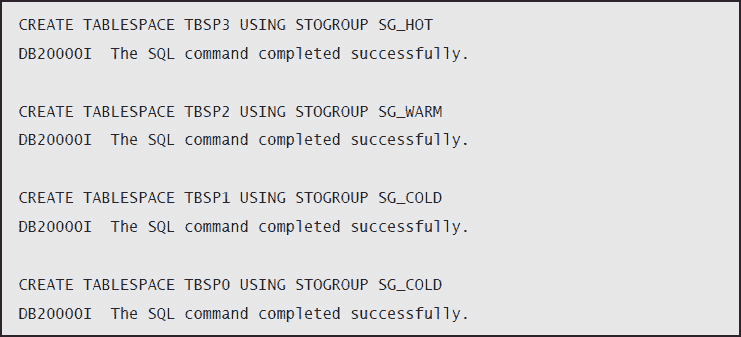 CREATE TABLESPACE TBSP3 USING STOGROUP SG_HOT
DB20000I  The SQL command completed successfully.
CREATE TABLESPACE TBSP2 USING STOGROUP SG_WARM
DB20000I  The SQL command completed successfully.
CREATE TABLESPACE TBSP1 USING STOGROUP SG_COLD
DB20000I  The SQL command completed successfully.
CREATE TABLESPACE TBSP0 USING STOGROUP SG_COLD
DB20000I  The SQL command completed successfully.